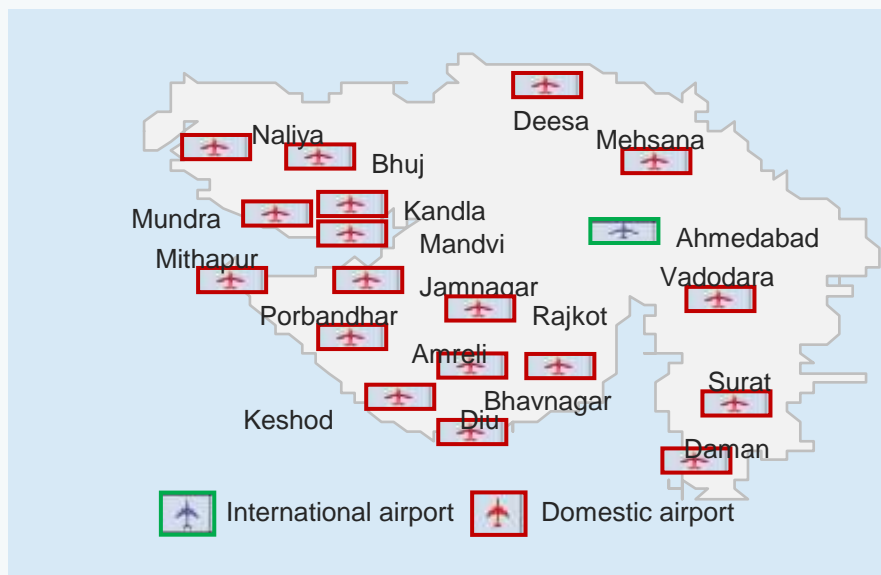 Deesa
Naliya
Mehsana
Bhuj
Mundra
Kandla
Mandvi
Ahmedabad
Mithapur
Vadodara
Jamnagar
Porbandhar
Rajkot
Amreli
Surat
Bhavnagar
Keshod
Diu
Daman
International airport
Domestic airport